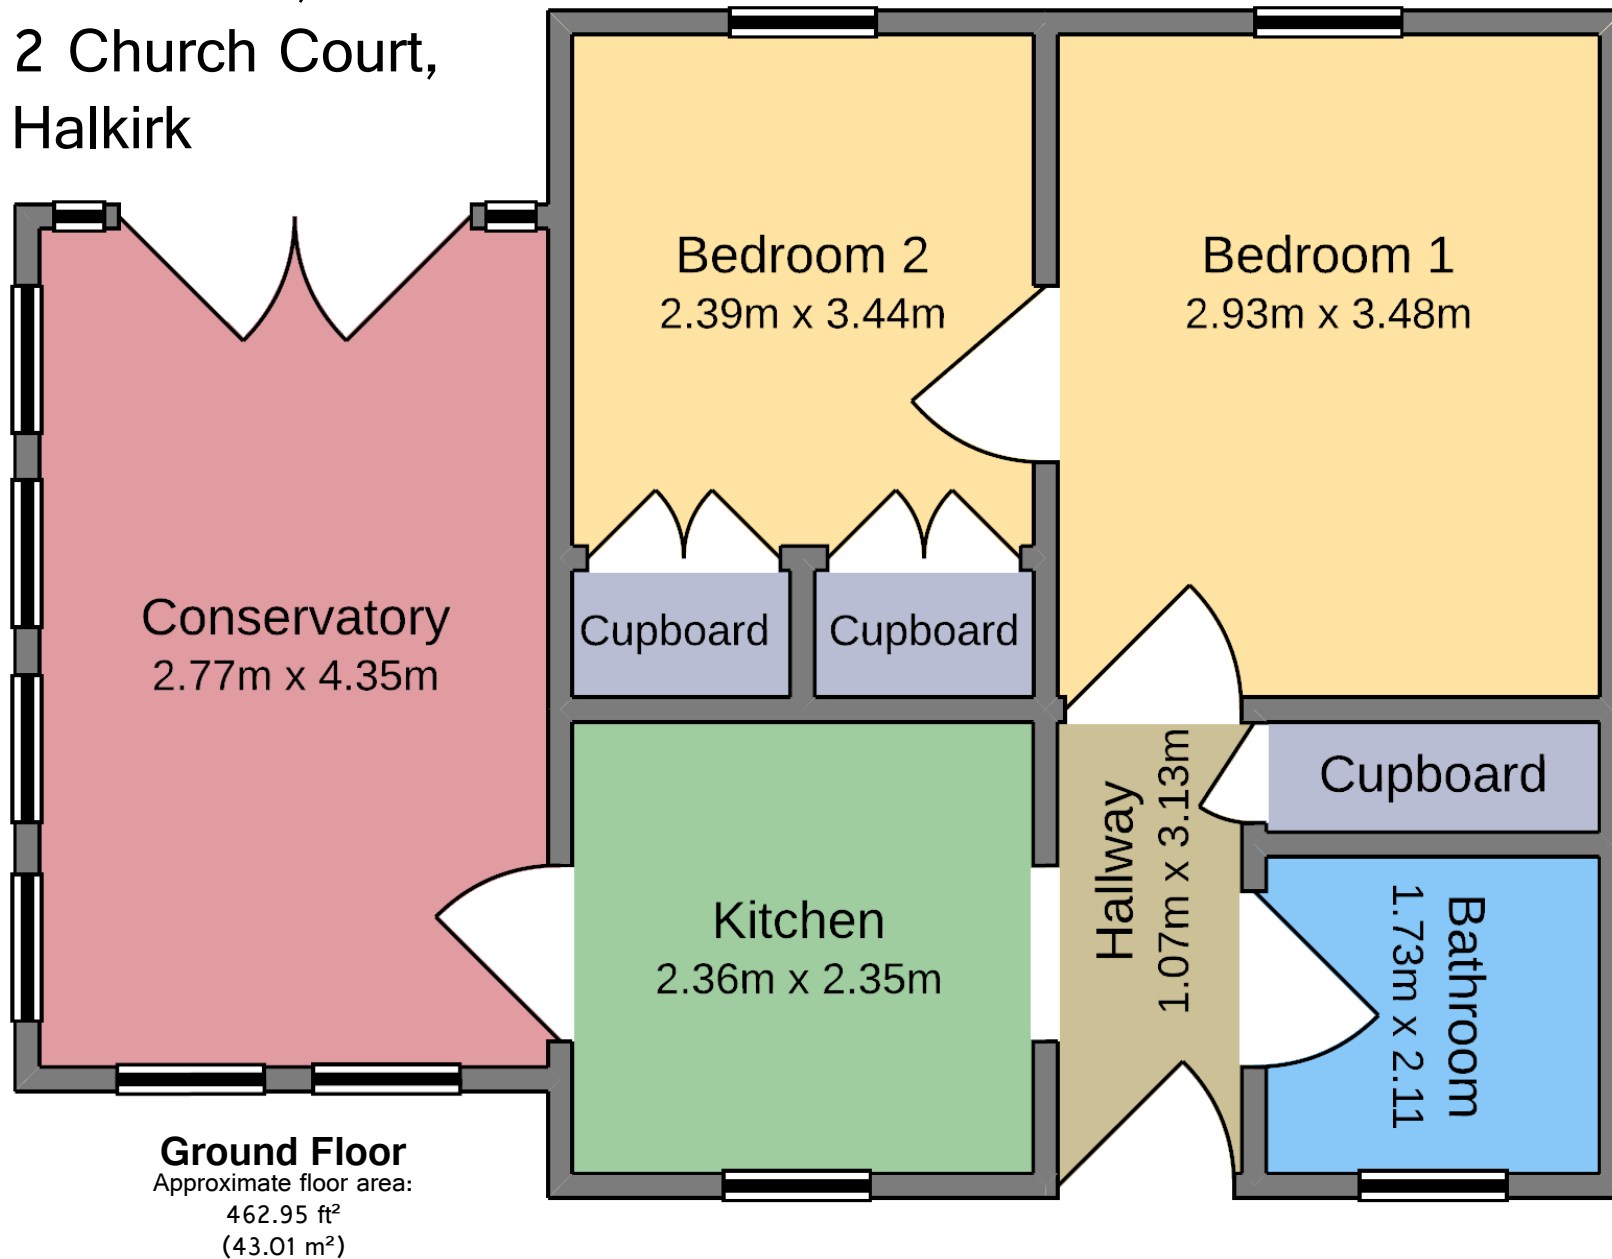 2 Church Court,
Halkirk
Bedroom 2
2.39m x 3.44m
Bedroom 1
2.93m x 3.48m
Conservatory
2.77m x 4.35m
Cupboard
Cupboard
Cupboard
Kitchen
2.36m x 2.35m
Hallway
1.07m x 3.13m
Bathroom
1.73m x 2.11
Ground Floor
Approximate floor area:
462.95 ft²
(43.01 m²)